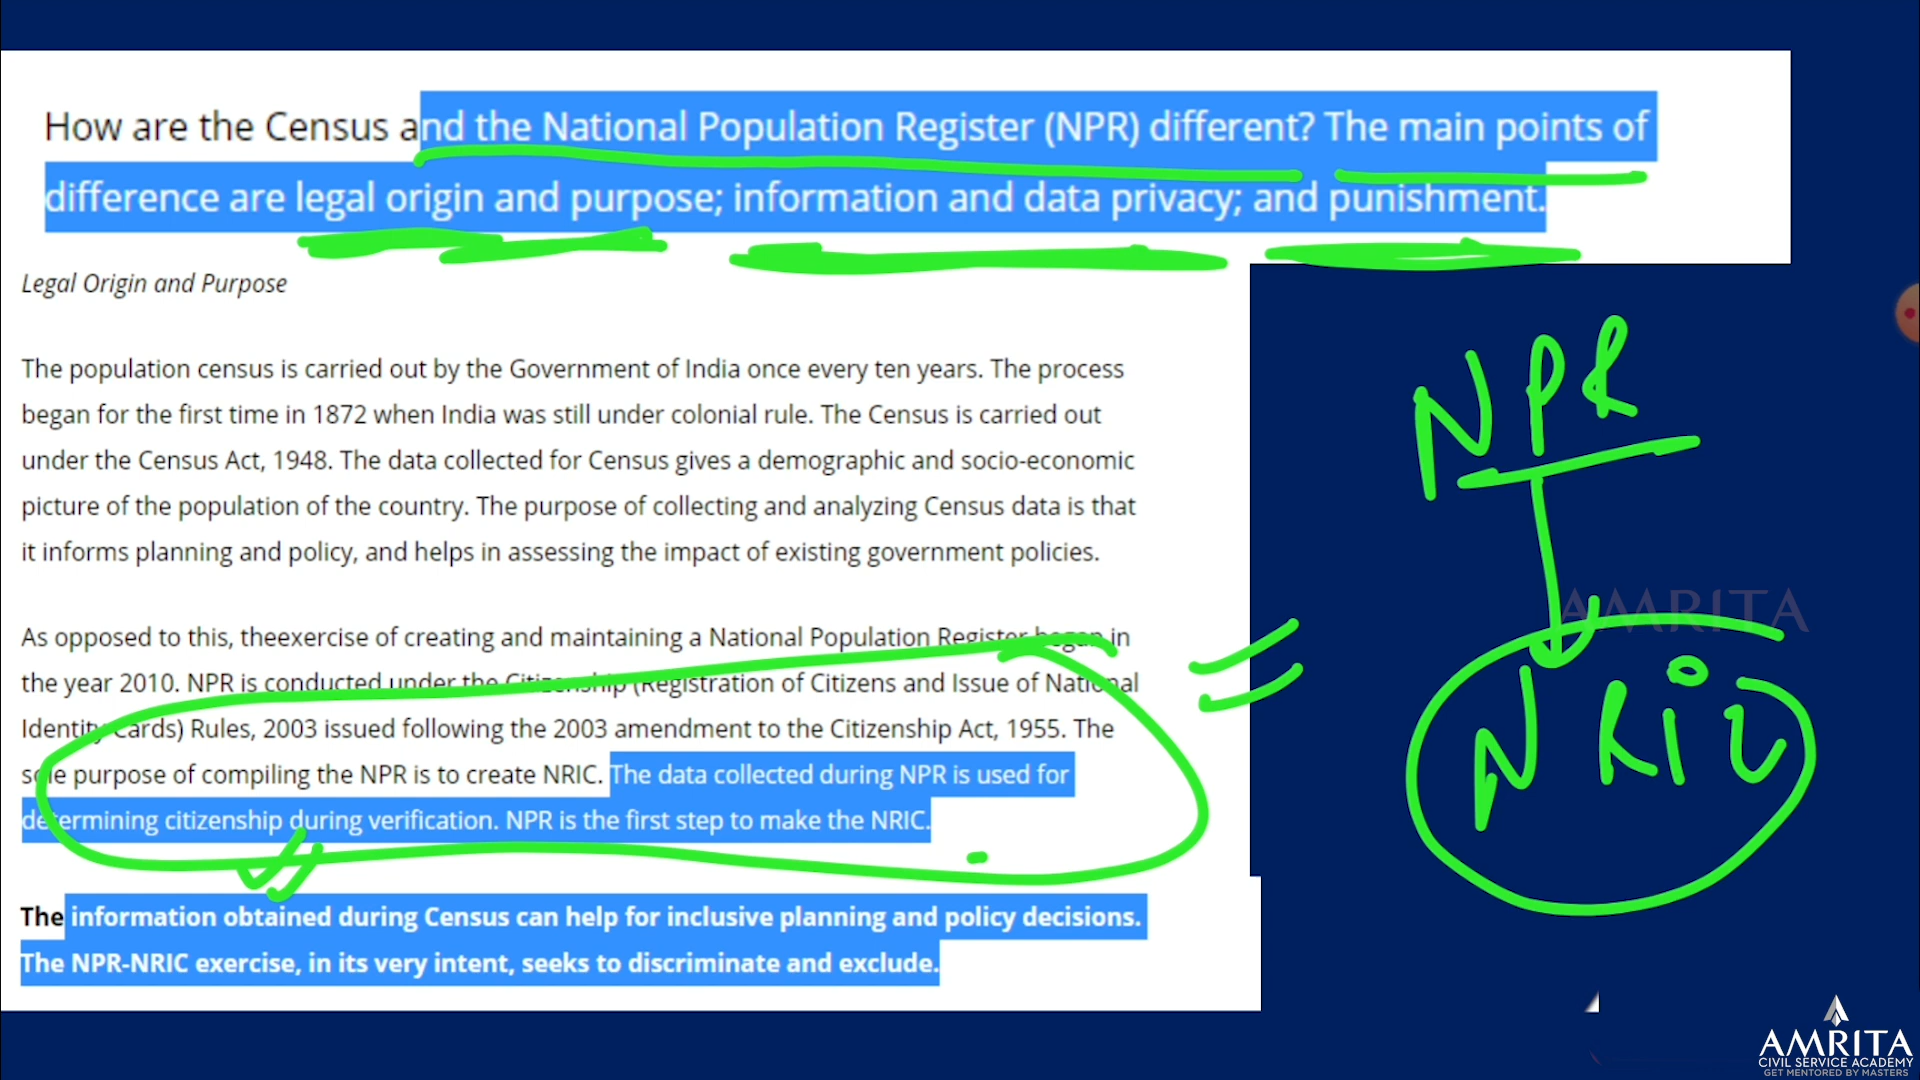 How are the Census and the National Population Register (NPR) different? The main points of
difference are legal origin and purpose; information and data privacy; and punishment.
Legal Origin and Purpose
The population census is carried out by the Government of India once every ten years. The process
began for the first time in 1872 when India was still under colonial rule. The Census is carried out
under the Census Act, 1948. The data collected for Census gives a demographic and socio-economic
picture of the population of the country. The purpose of collecting and analyzing Census data is that
it informs planning and policy, and helps in assessing the impact of existing government policies.
As opposed to this, theexercise of creating and maintaining a National Population Register began in
the year 2010. NPR is conducted under the Citizenship (Registration of Citizens and Issue of National
Identity Cards) Rules, 2003 issued following the 2003 amendment to the Citizenship Act, 1955. The
sole purpose of compiling the NPR is to create NRIC. The data collected during NPR is used for
determining citizenship during verification. NPR is the first step to make the NRIC.
The information obtained during Census can help for inclusive planning and policy decisions.
The NPR-NRIC exercise, in its very intent, seeks to discriminate and exclude.
NPR
AMRITA
NRiC
AMRITA
CIVIL SERVICE ACADEMY
GET MENTORED BY MASTERS